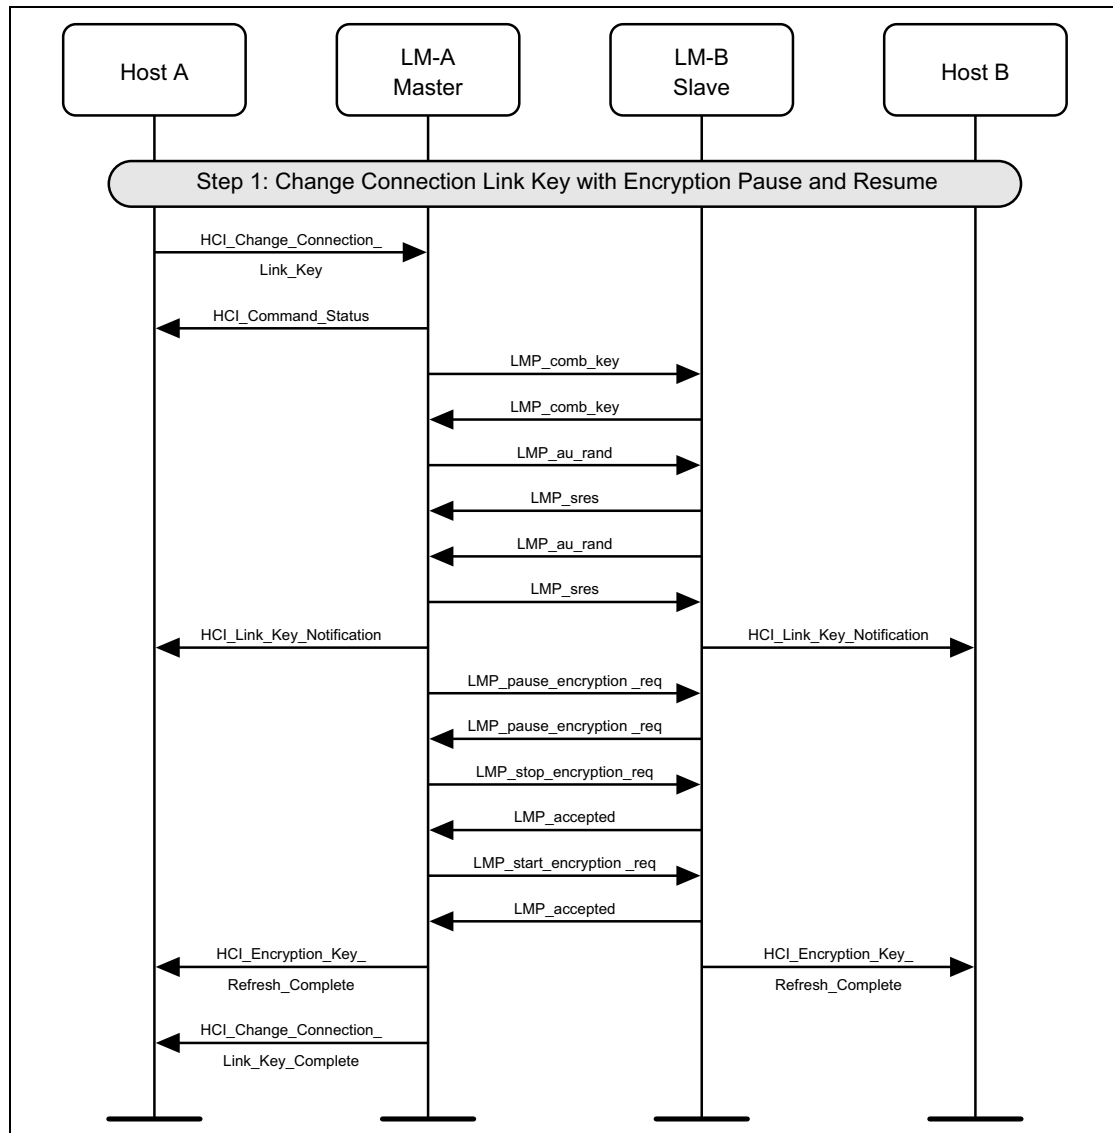 Host A
LM-A
Master
LM-B
Slave
Host B
Step 1: Change Connection Link Key with Encryption Pause and Resume
HCI_Change_Connection_
Link_Key
HCI_Command_Status
LMP_comb_key
LMP_comb_key
LMP_au_rand
LMP_sres
LMP_au_rand
LMP_sres
HCI_Link_Key_Notification
HCI_Link_Key_Notification
LMP_pause_encryption _req
LMP_pause_encryption _req
LMP_stop_encryption_req
LMP_accepted
LMP_start_encryption _req
LMP_accepted
HCI_Encryption_Key_
Refresh_Complete
HCI_Encryption_Key_
Refresh_Complete
HCI_Change_Connection_
Link_Key_Complete